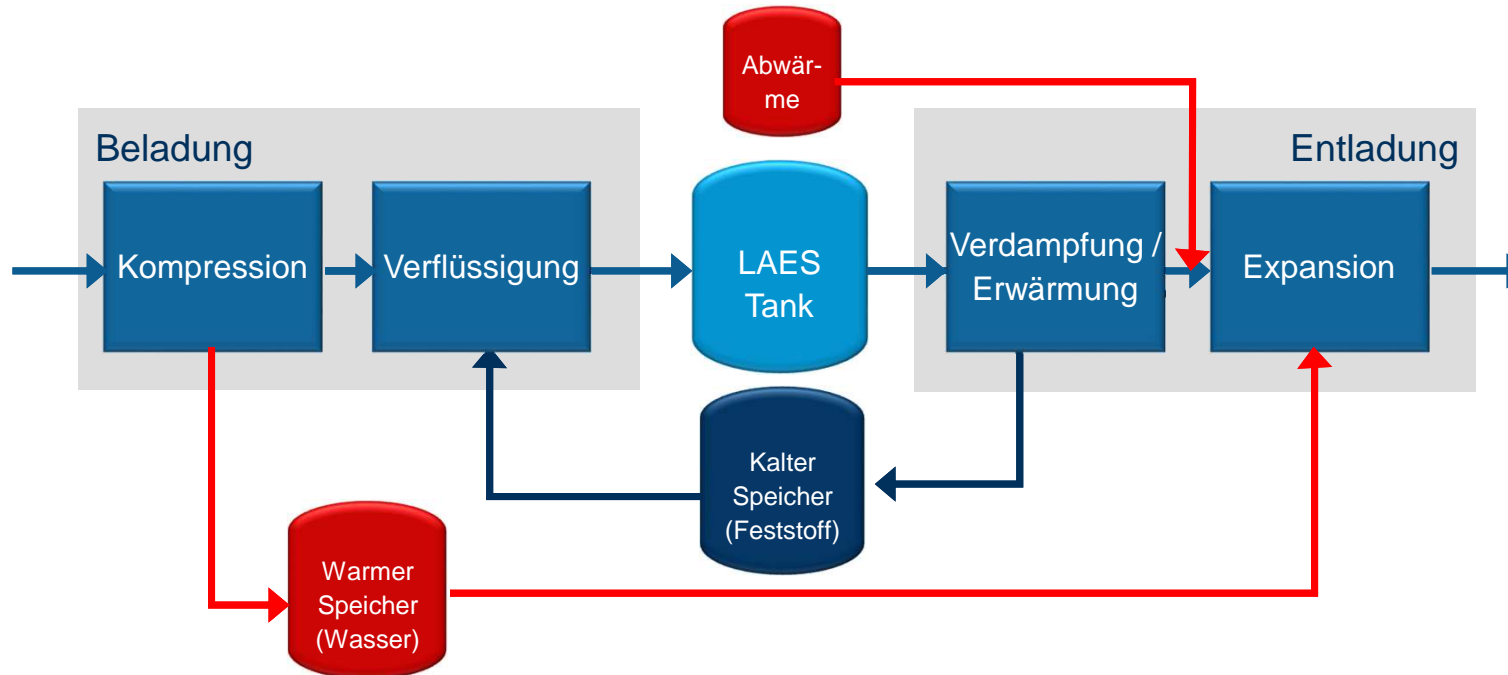 Abwär-
me
Beladung
Entladung
Kompression
Verflüssigung
LAES
Tank
Verdampfung /
Erwärmung
Expansion
Kalter
Speicher
(Feststoff)
Warmer
Speicher
(Wasser)